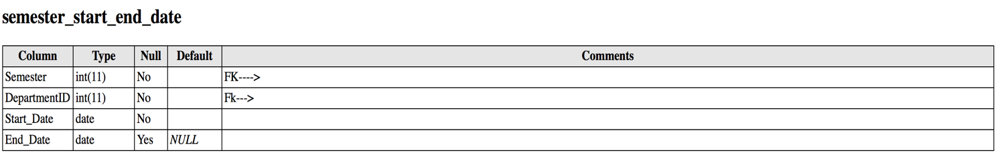 semester_start_end_date
Column Type Null Default Comments
Semester int(11) No FK---->
DepartmentID int(11) No Fk--->
Start_Date date No
End_Date date Yes NULL